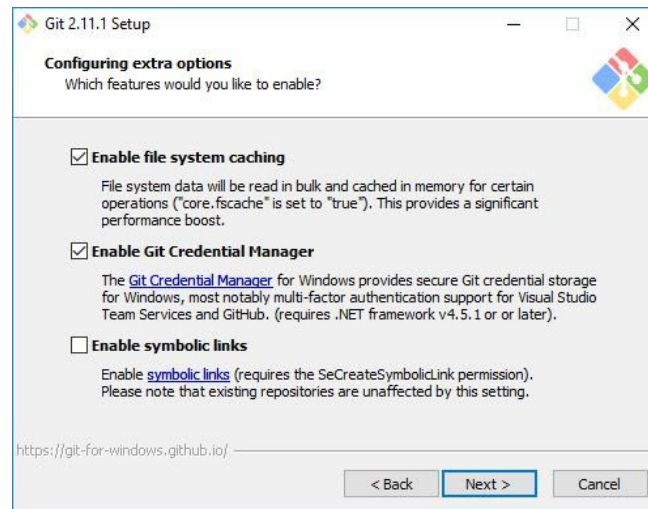 Git 2.11.1 Setup
Configuring extra options
Which features would you like to enable?
Enable file system caching
File system data will be read in bulk and cached in memory for certain
operations ("core.fscache" is set to "true"). This provides a significant
performance boost.
Enable Git Credential Manager
The Git Credential Manager for Windows provides secure Git credential storage
for Windows, most notably multi-factor authentication support for Visual Studio
Team Services and GitHub. (requires .NET framework v4.5.1 or or later).
Enable symbolic links
Enable symbolic links (requires the SeCreateSymbolicLink permission).
Please note that existing repositories are unaffected by this setting.
https://git-for-windows.github.io/
< Back Next > Cancel